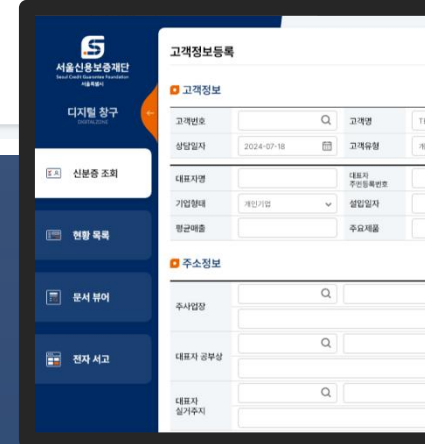 서울신용보증재단
Seoul Credit Guarantee Foundation
서울특별시
디지털 창구
DIGITALZONE
신분증 조회
현황 목록
문서 뷰어
전자 서고
고객정보등록
고객정보
고객번호 고객명
상담일자 2024-07-18 고객유형
대표자명 대표자 주민등록번호
기업형태 개인기업 설립일자
평균매출 주요제품
주소정보
주사업장
대표자 공부상
대표자
실거주지